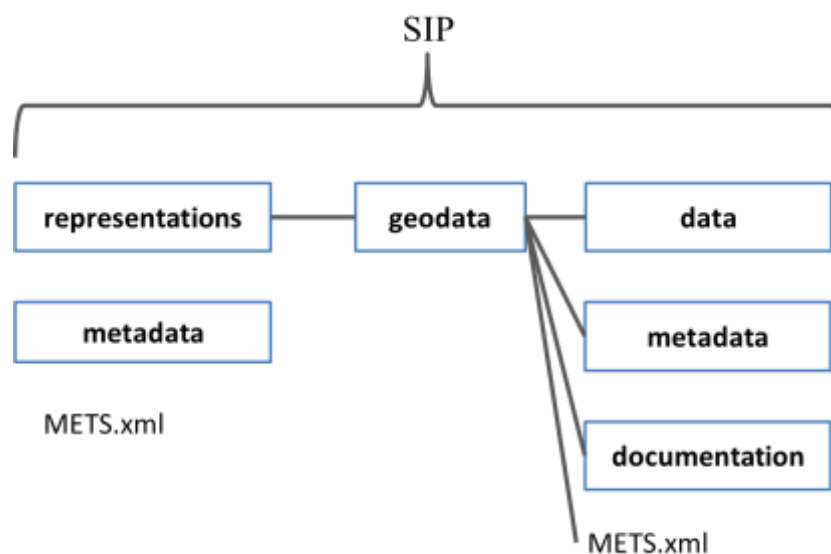 SIP
representations
geodata
data
metadata
metadata
METS.xml
documentation
METS.xml